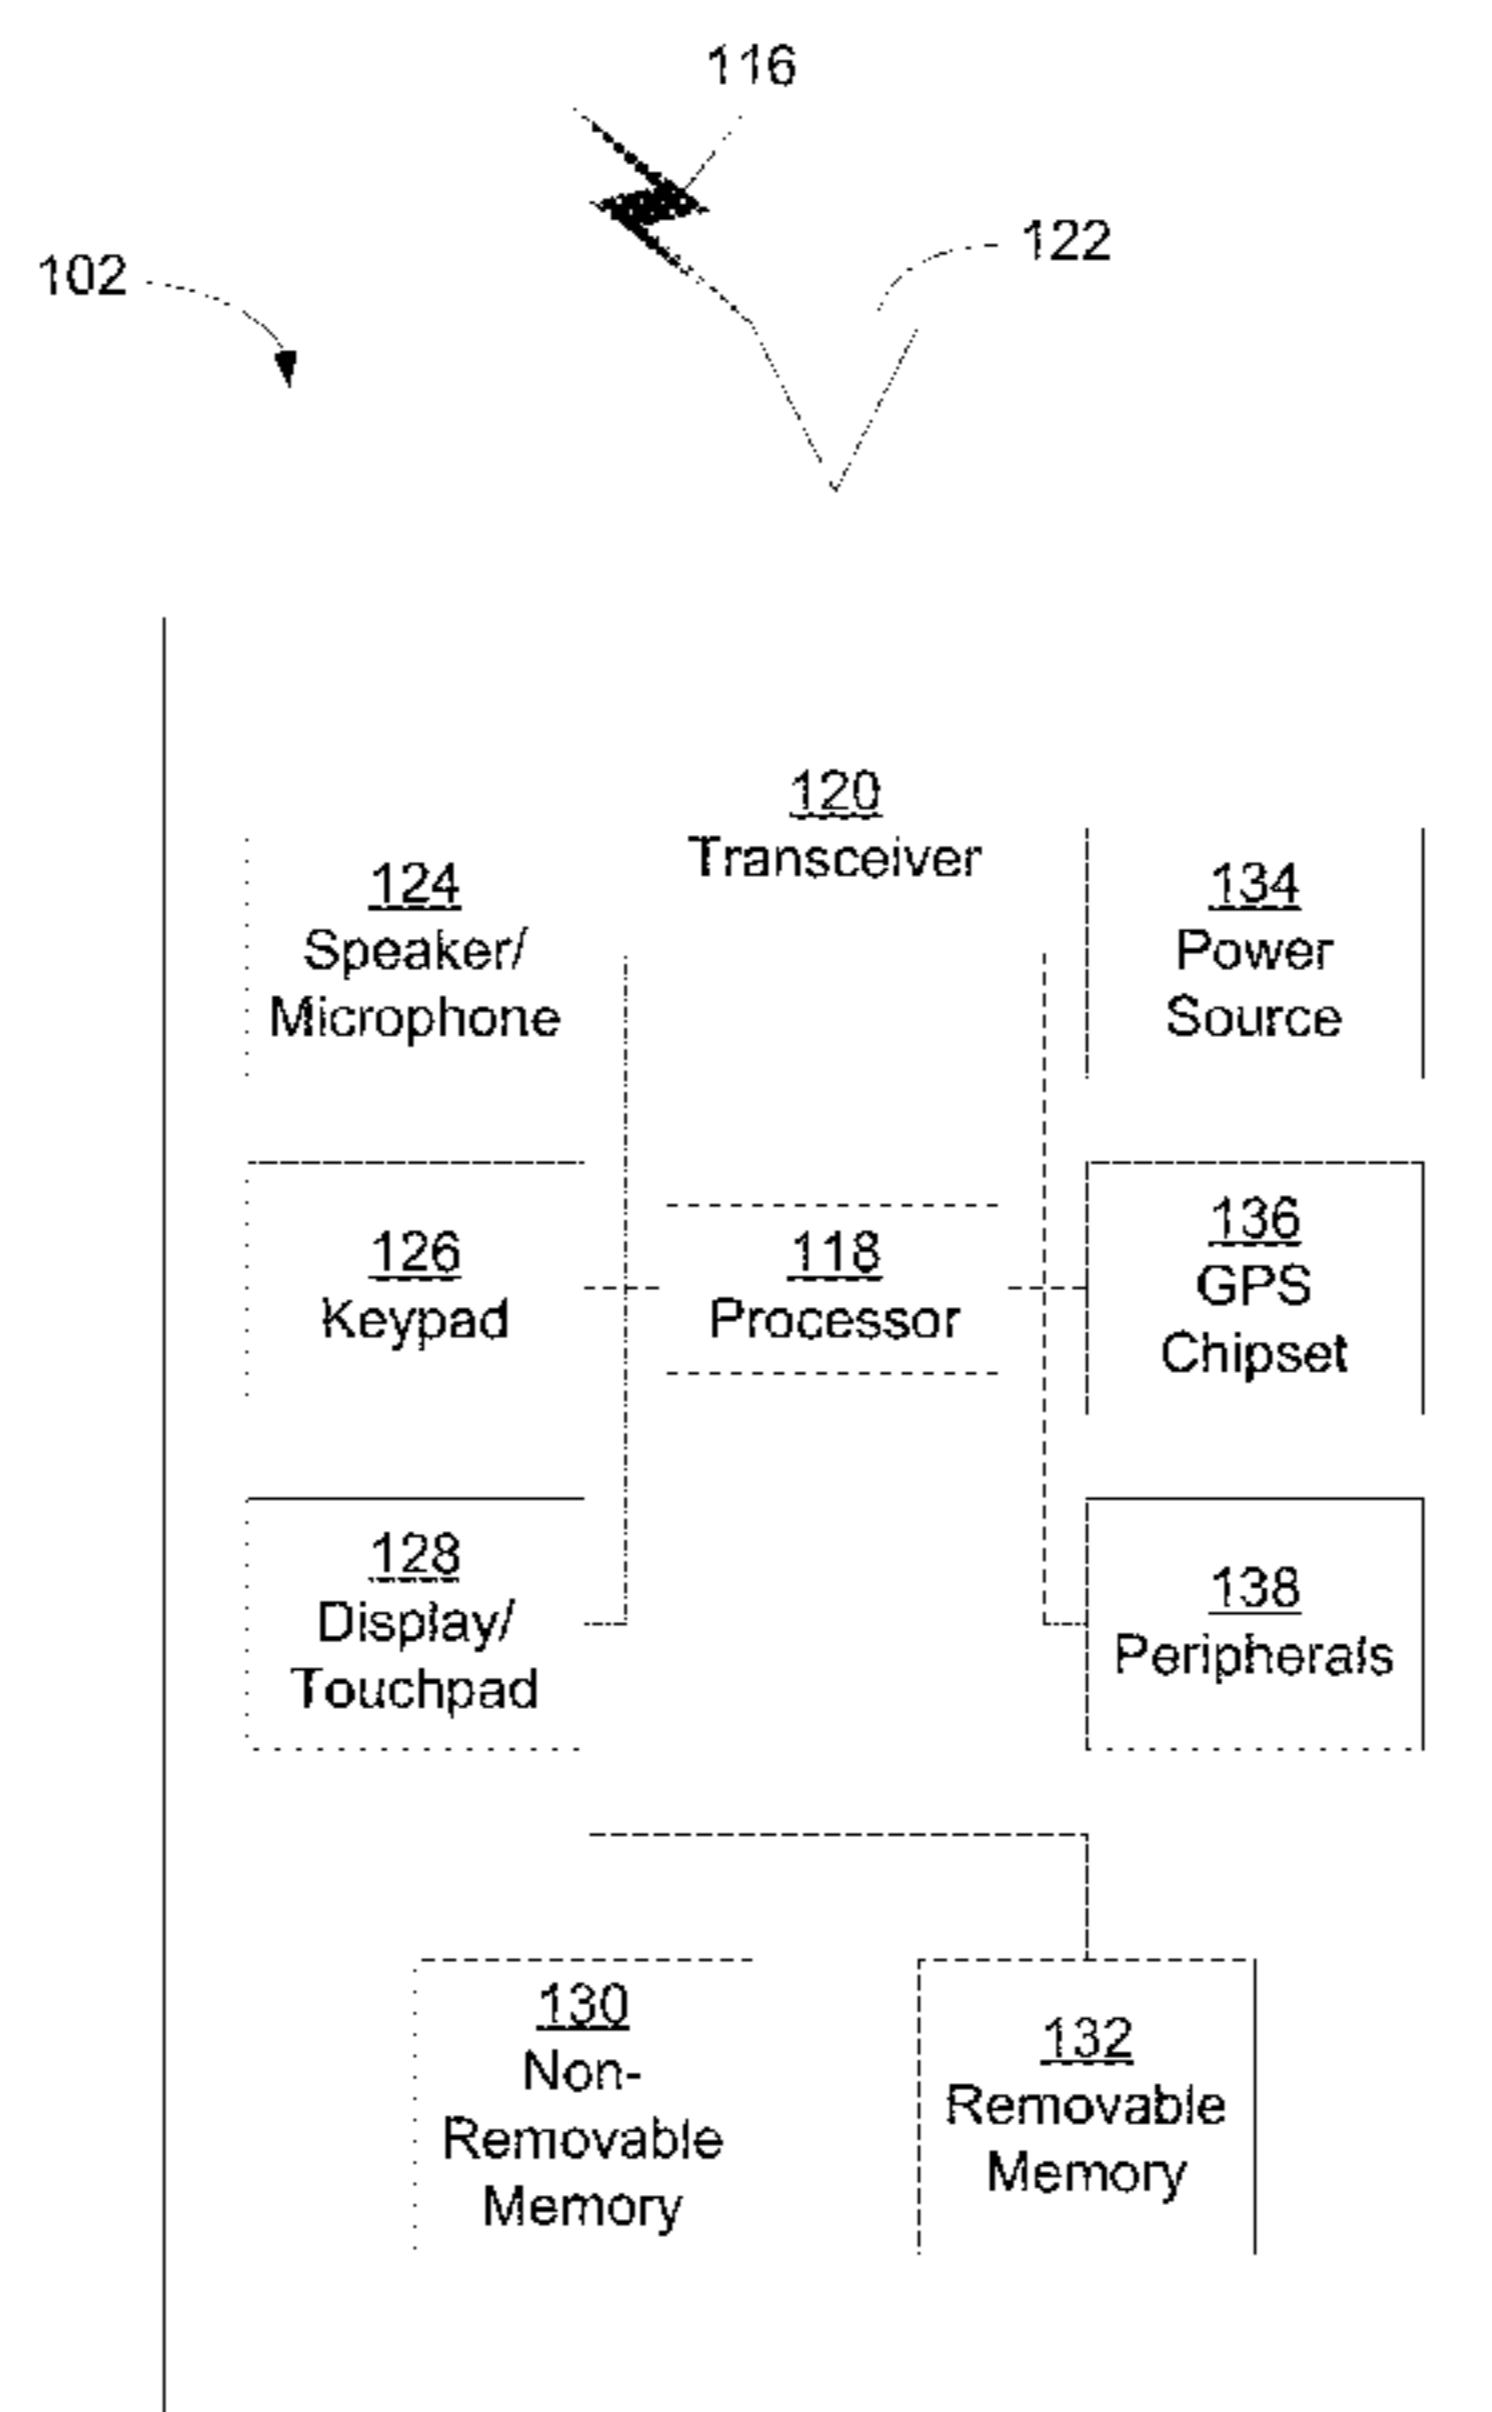 116
122
102
120
Transceiver
124
Speaker/
Microphone
134
Power
Source
126
Keypad
118
Processor
136
GPS
Chipset
128
Display/
Touchpad
138
Peripherals
130
Non-
Removable
Memory
132
Removable
Memory